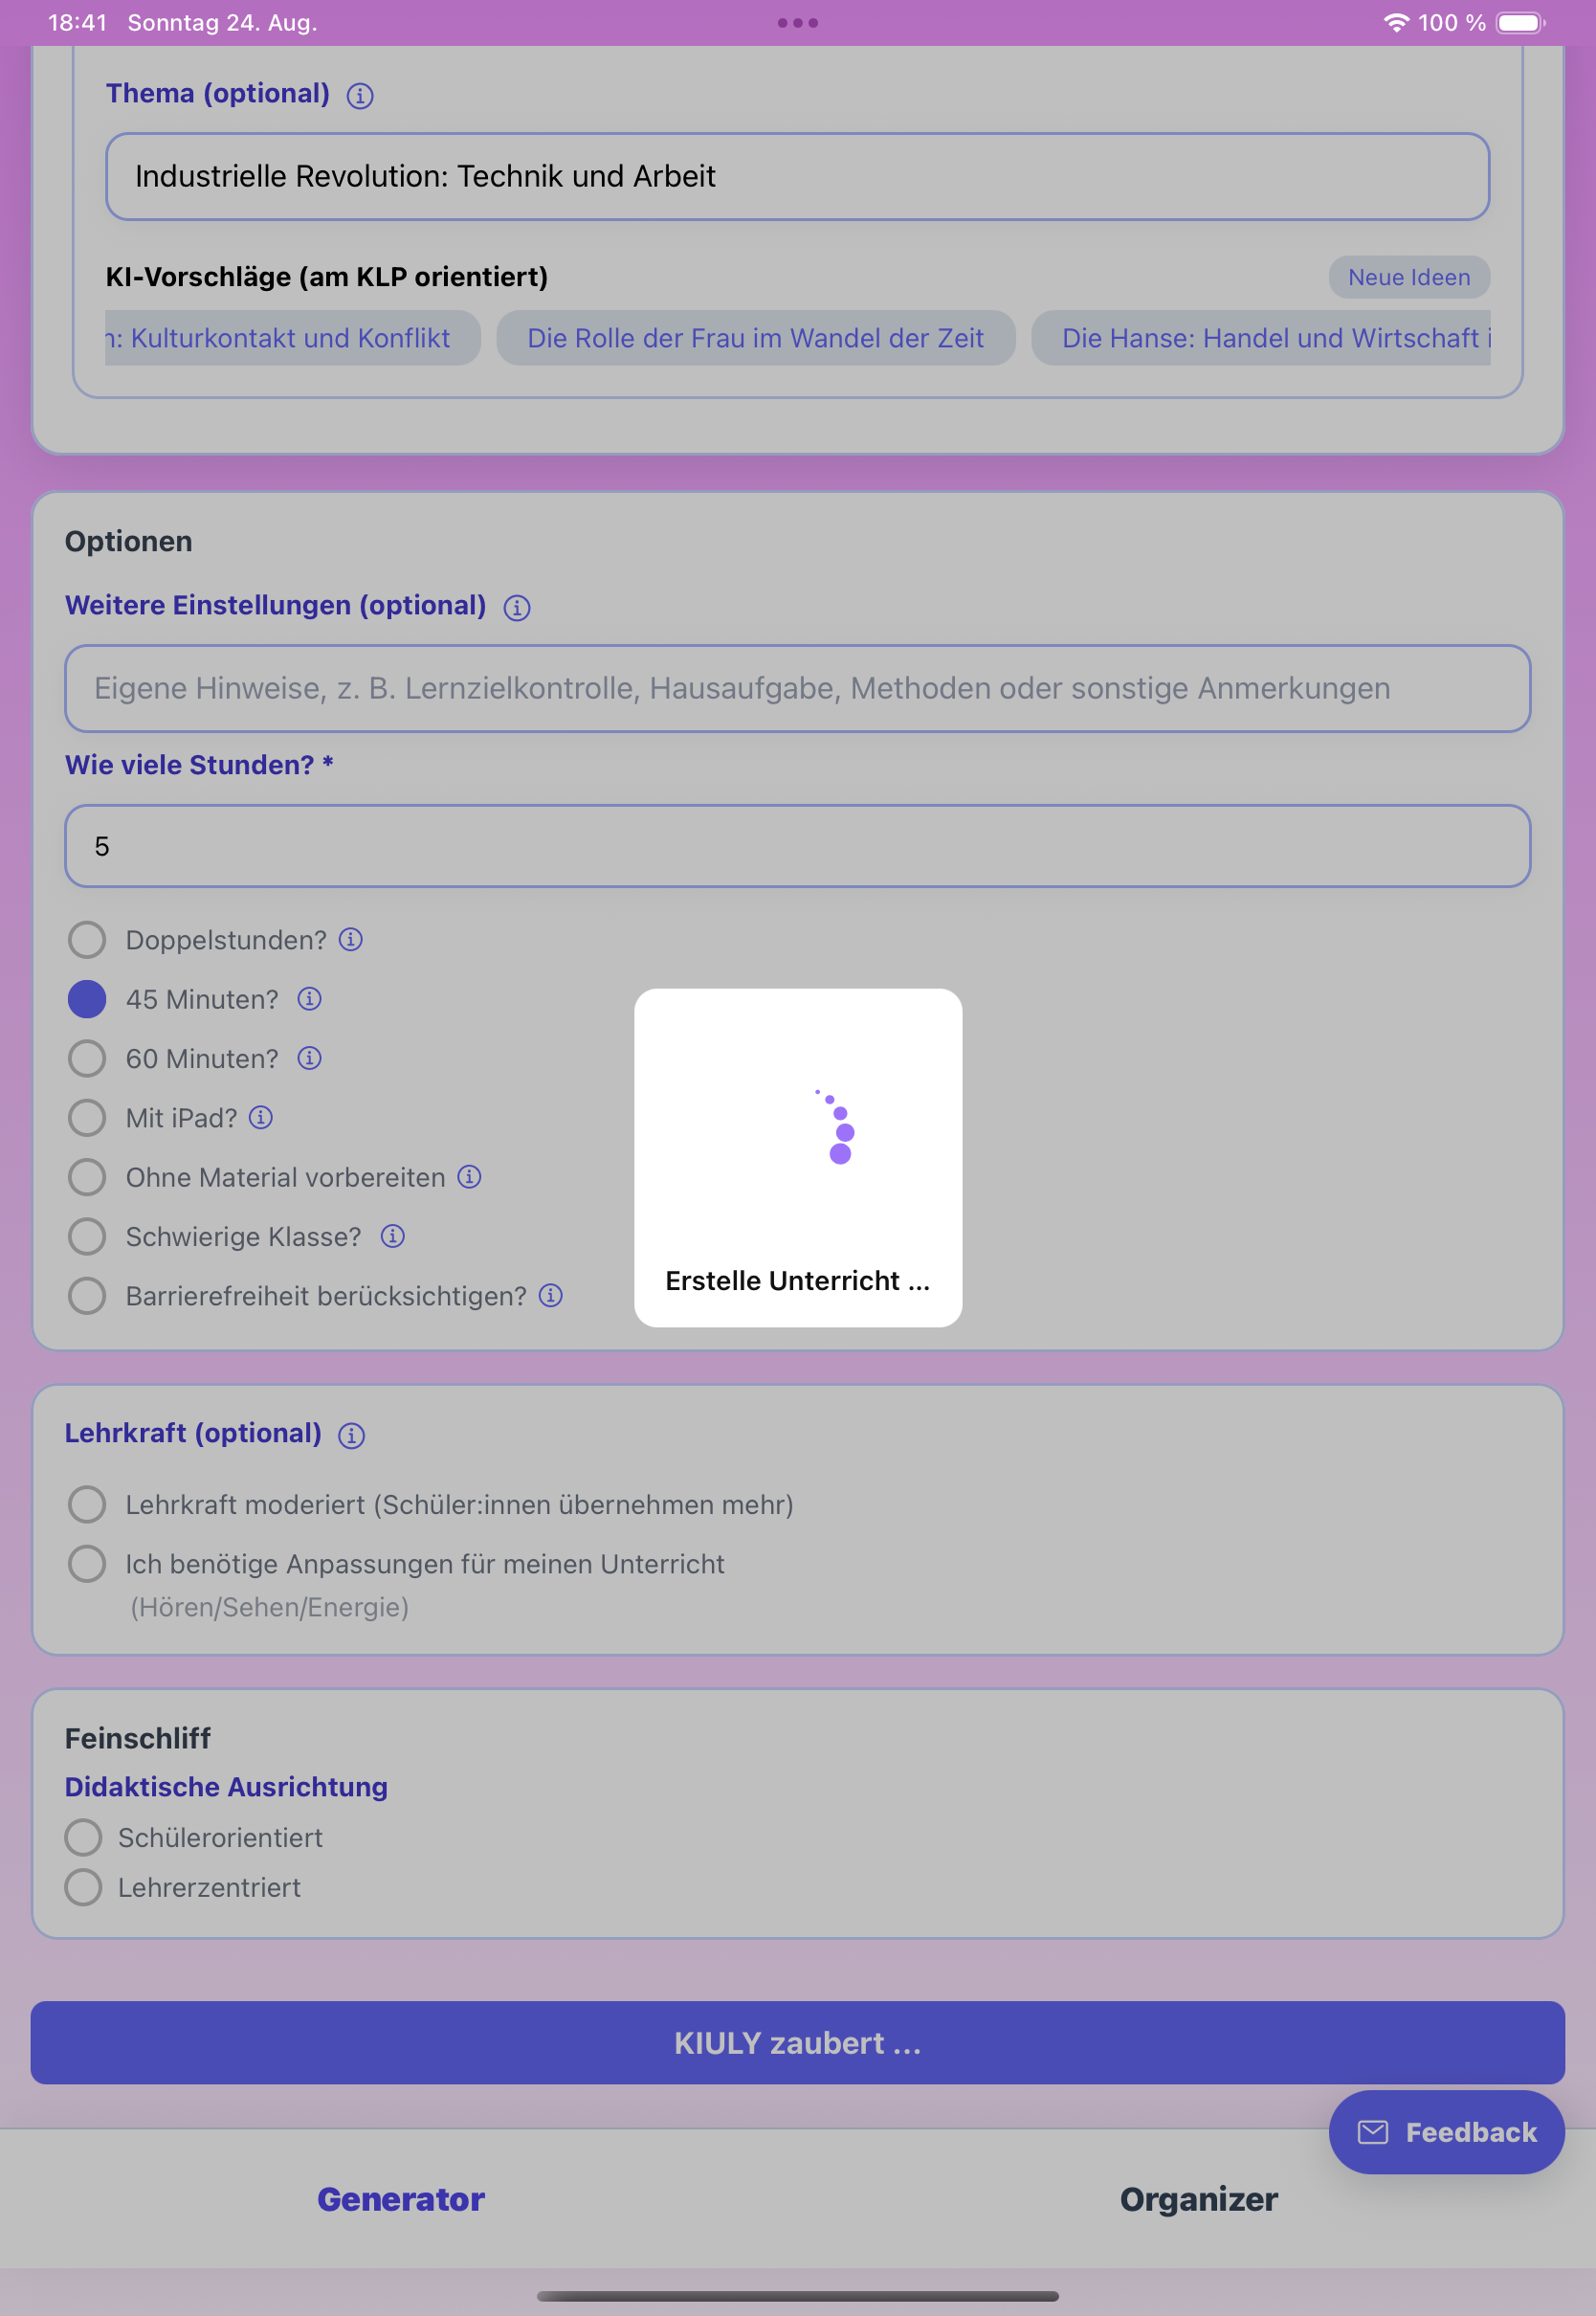 18:41 Sonntag 24. Aug.
100 %
Thema (optional)
Industrielle Revolution: Technik und Arbeit
KI-Vorschläge (am KLP orientiert)
Neue Ideen
n: Kulturkontakt und Konflikt
Die Rolle der Frau im Wandel der Zeit
Die Hanse: Handel und Wirtschaft i
Optionen
Weitere Einstellungen (optional)
Eigene Hinweise, z. B. Lernzielkontrolle, Hausaufgabe, Methoden oder sonstige Anmerkungen
Wie viele Stunden? *
5
Doppelstunden?
45 Minuten?
60 Minuten?
Mit iPad?
Ohne Material vorbereiten
Schwierige Klasse?
Barrierefreiheit berücksichtigen?
Erstelle Unterricht ...
Lehrkraft (optional)
Lehrkraft moderiert (Schüler:innen übernehmen mehr)
Ich benötige Anpassungen für meinen Unterricht
(Hören/Sehen/Energie)
Feinschliff
Didaktische Ausrichtung
Schülerorientiert
Lehrerzentriert
KIULY zaubert ...
Feedback
Generator
Organizer